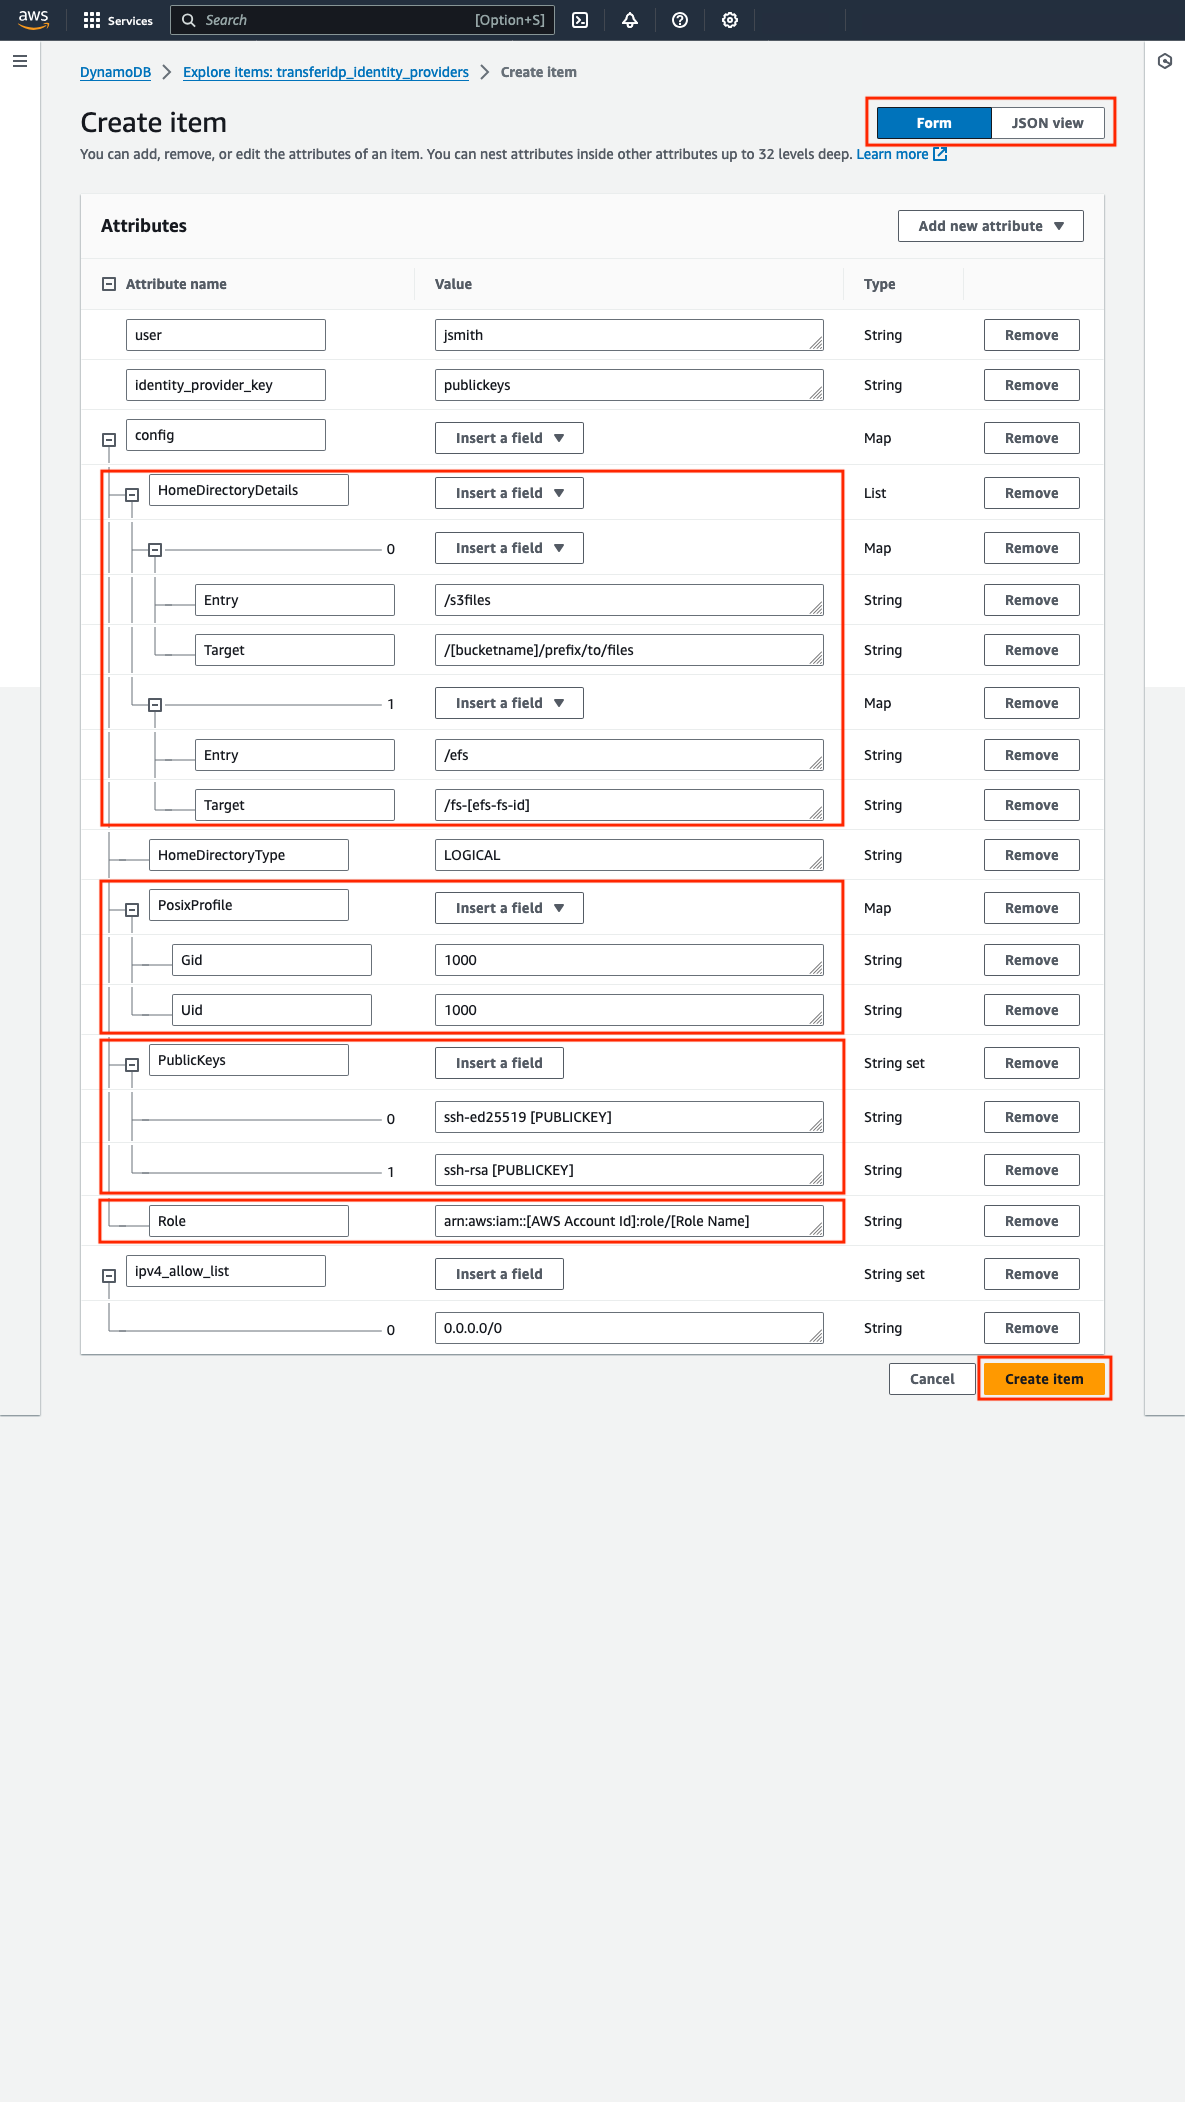 aws Services Search [Option+S]
DynamoDB Explore items: transferidp_identity_providers Create item
Create item
Form JSON view
You can add, remove, or edit the attributes of an item. You can nest attributes inside other attributes up to 32 levels deep. Learn more
Attributes Add new attribute
Attribute name Value Type
user jsmith String Remove
identity_provider_key publickeys String Remove
config Insert a field Map Remove
HomeDirectoryDetails Insert a field List Remove
0 Insert a field Map Remove
Entry /s3files String Remove
Target /[bucketname]/prefix/to/files String Remove
1 Insert a field Map Remove
Entry /efs String Remove
Target /fs-[efs-fs-id] String Remove
HomeDirectoryType LOGICAL String Remove
PosixProfile Insert a field Map Remove
Gid 1000 String Remove
Uid 1000 String Remove
PublicKeys Insert a field String set Remove
0 ssh-ed25519 [PUBLICKEY] String Remove
1 ssh-rsa [PUBLICKEY] String Remove
Role arn:aws:iam::[AWS Account Id]:role/[Role Name] String Remove
ipv4_allow_list Insert a field String set Remove
0 0.0.0.0/0 String Remove
Cancel Create item